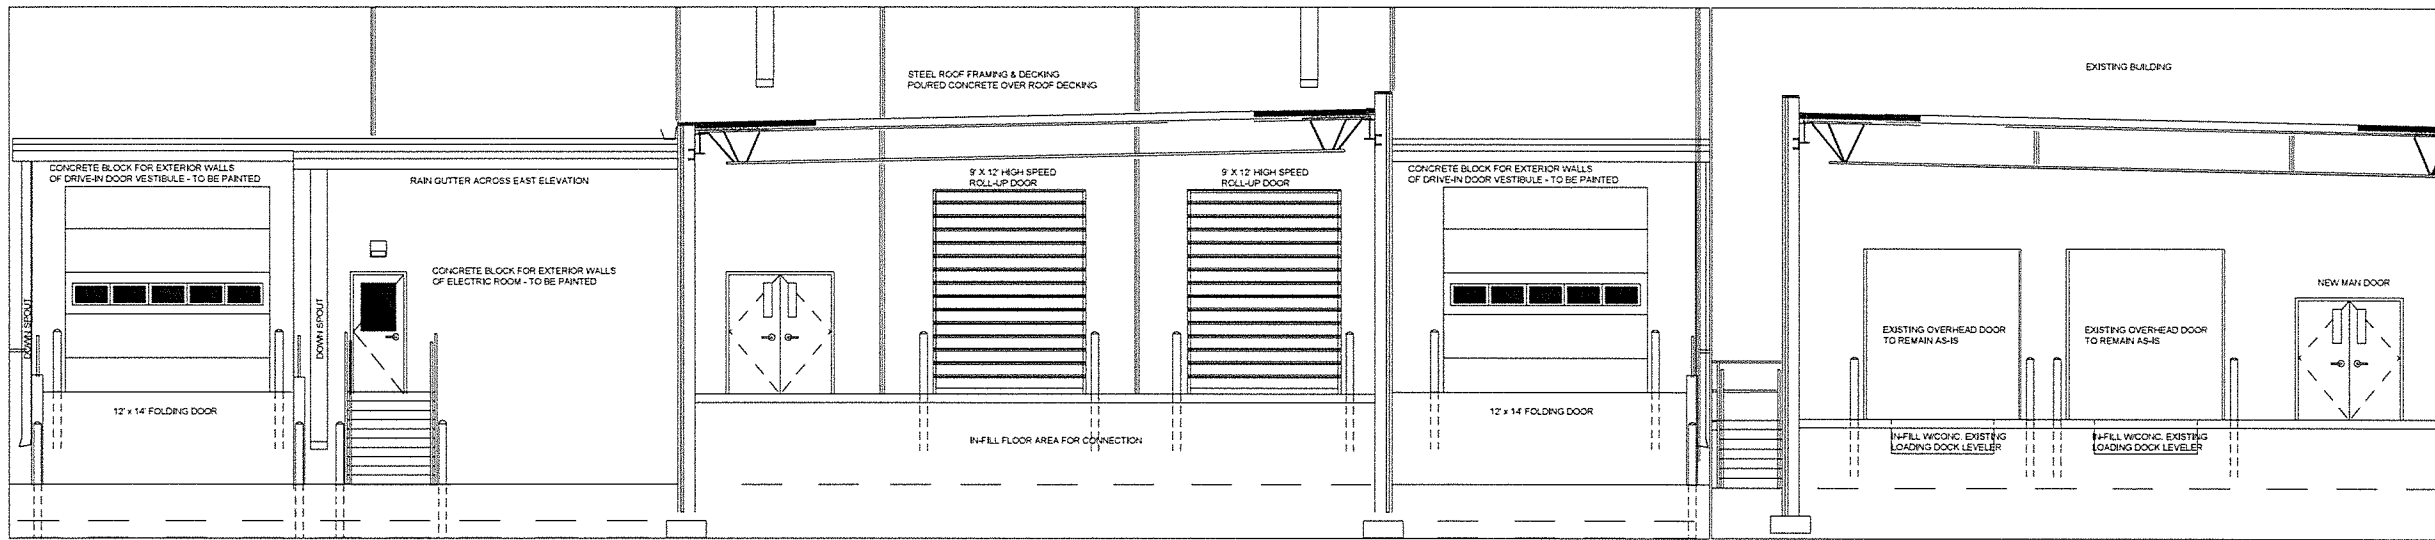 STEEL ROOF FRAMING & DECKING
POURED CONCRETE OVER ROOF DECKING
EXISTING BUILDING
CONCRETE BLOCK FOR EXTERIOR WALLS
OF DRIVE-IN DOOR VESTIBULE - TO BE PAINTED
RAIN GUTTER ACROSS EAST ELEVATION
9' X 12' HIGH SPEED
ROLL-UP DOOR
9' X 12' HIGH SPEED
ROLL-UP DOOR
CONCRETE BLOCK FOR EXTERIOR WALLS
OF DRIVE-IN DOOR VESTIBULE - TO BE PAINTED
CONCRETE BLOCK FOR EXTERIOR WALLS
OF ELECTRIC ROOM - TO BE PAINTED
NEW MAN DOOR
DOWN SPOUT
DOWN SPOUT
EXISTING OVERHEAD DOOR
TO REMAIN AS-IS
EXISTING OVERHEAD DOOR
TO REMAIN AS-IS
12' x 14' FOLDING DOOR
12' x 14' FOLDING DOOR
IN-FILL FLOOR AREA FOR CONNECTION
IN-FILL W/CONC. EXISTING
LOADING DOCK LEVELER
IN-FILL W/CONC. EXISTING
LOADING DOCK LEVELER